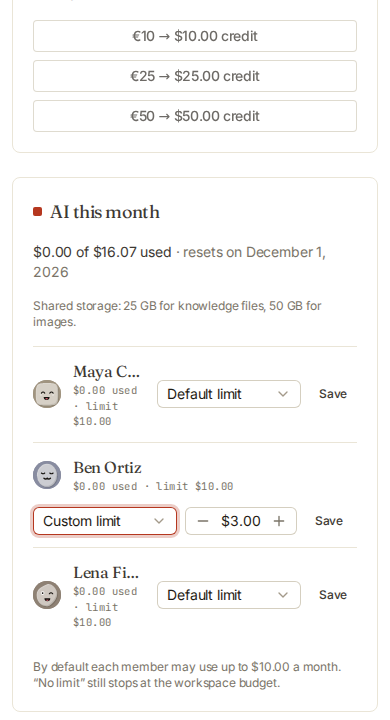 €10 → $10.00 credit
€25 → $25.00 credit
€50 → $50.00 credit
AI this month
$0.00 of $16.07 used · resets on December 1,
2026
Shared storage: 25 GB for knowledge files, 50 GB for
images.
Maya C...
$0.00 used
· limit
$10.00
Default limit
Save
Ben Ortiz
$0.00 used · limit $10.00
Custom limit
− $3.00 +
Save
Lena Fi...
$0.00 used
· limit
$10.00
Default limit
Save
By default each member may use up to $10.00 a month.
“No limit” still stops at the workspace budget.